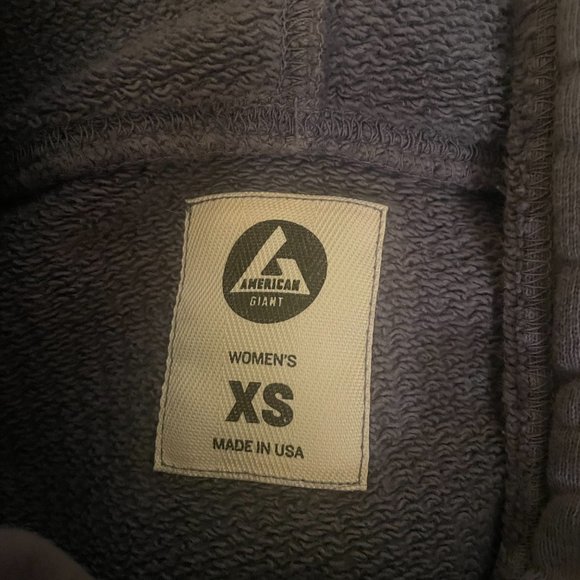 AMERICAN
GIANT
WOMEN'S
XS
MADE IN USA